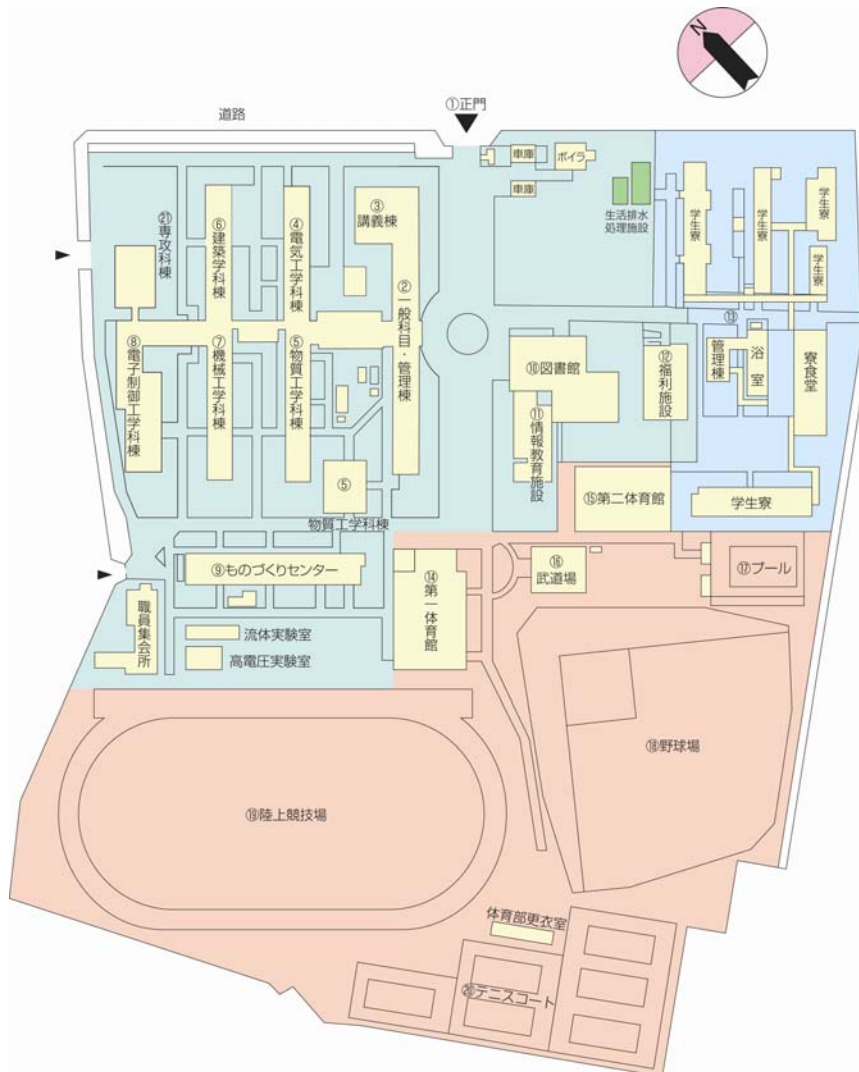 N
道路
①正門
車庫
ボイラ
車庫
生活排水
処理施設
学生寮
学生寮
学生寮
学生寮
㉑専攻科棟
⑥建築学科棟
④電気工学科棟
③
講義棟
②一般科目・管理棟
⑧電子制御工学科棟
⑦機械工学科棟
⑤物質工学科棟
⑤
物質工学科棟
⑩図書館
⑪情報教育施設
⑫福利施設
⑬
管理棟
浴室
寮食堂
学生寮
⑮第二体育館
⑨ものづくりセンター
⑭第一体育館
⑯
武道場
⑰プール
職員集会所
流体実験室
高電圧実験室
⑱野球場
⑲陸上競技場
体育部更衣室
⑳テニスコート